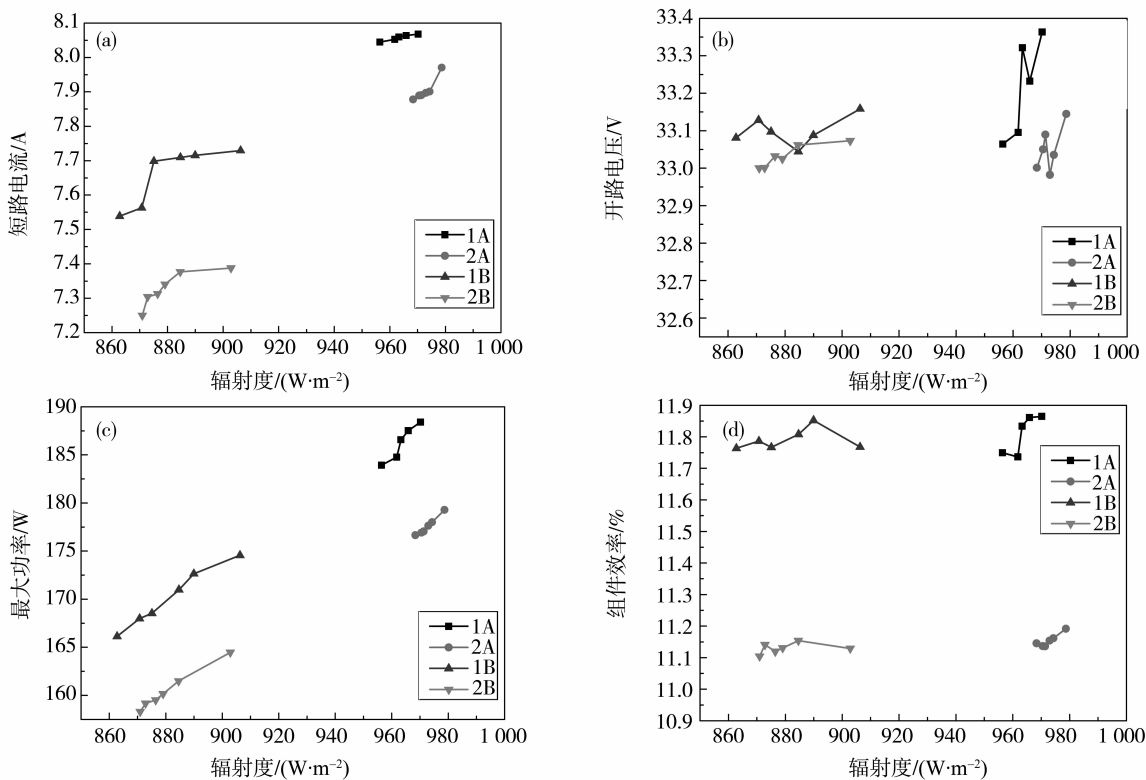 (a)
8.1
8.0
7.9
7.8
7.7
7.6
7.5
7.4
7.3
7.2
短路电流/A
1A
2A
1B
2B
860 880 900 920 940 960 980 1 000
辐射度/(W·m⁻²)
(b)
33.4
33.3
33.2
33.1
33.0
32.9
32.8
32.7
32.6
开路电压/V
1A
2A
1B
2B
860 880 900 920 940 960 980 1 000
辐射度/(W·m⁻²)
(c)
190
185
180
175
170
165
160
最大功率/W
1A
2A
1B
2B
860 880 900 920 940 960 980 1 000
辐射度/(W·m⁻²)
(d)
11.9
11.8
11.7
11.6
11.5
11.4
11.3
11.2
11.1
11.0
10.9
组件效率/%
1A
2A
1B
2B
860 880 900 920 940 960 980 1 000
辐射度/(W·m⁻²)